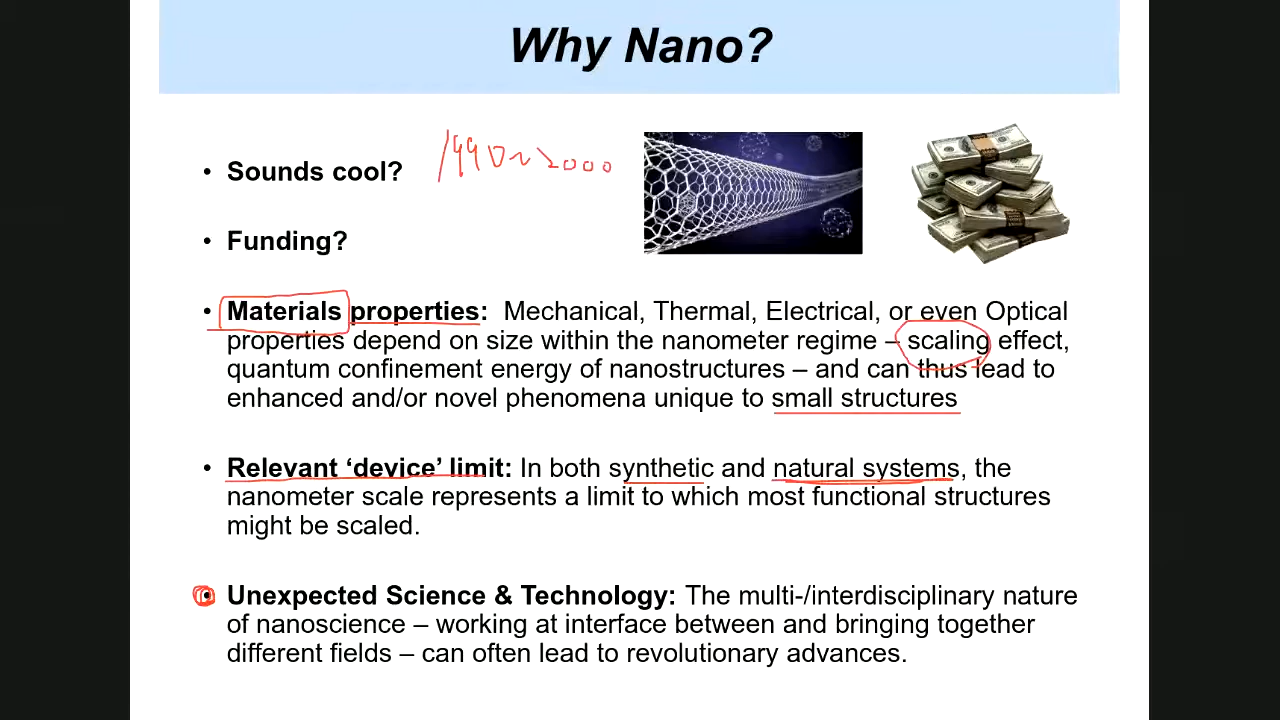 Why Nano?
• Sounds cool? 1990~2000
• Funding?
• Materials properties: Mechanical, Thermal, Electrical, or even Optical
properties depend on size within the nanometer regime – scaling effect,
quantum confinement energy of nanostructures – and can thus lead to
enhanced and/or novel phenomena unique to small structures
• Relevant ‘device’ limit: In both synthetic and natural systems, the
nanometer scale represents a limit to which most functional structures
might be scaled.
• Unexpected Science & Technology: The multi-/interdisciplinary nature
of nanoscience – working at interface between and bringing together
different fields – can often lead to revolutionary advances.